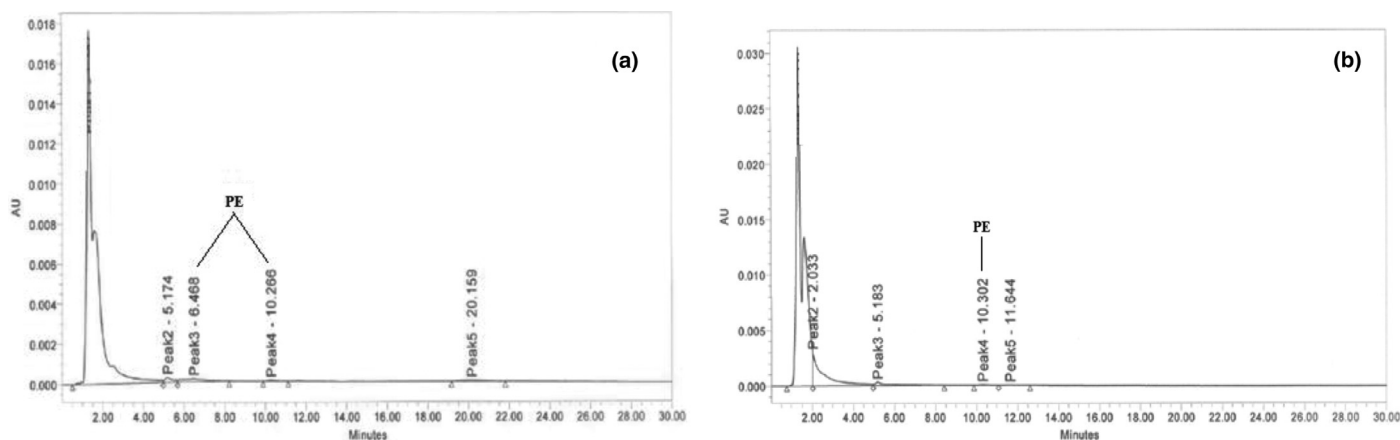 (a)
AU
0.018
0.016
0.014
0.012
0.010
0.008
0.006
0.004
0.002
0.000
PE
Peak2 - 5.174
Peak3 - 6.468
Peak4 - 10.266
Peak5 - 20.159
2.00 4.00 6.00 8.00 10.00 12.00 14.00 16.00 18.00 20.00 22.00 24.00 26.00 28.00 30.00
Minutes
(b)
AU
0.030
0.025
0.020
0.015
0.010
0.005
0.000
PE
Peak2 - 2.033
Peak3 - 5.183
Peak4 - 10.302
Peak5 - 11.644
2.00 4.00 6.00 8.00 10.00 12.00 14.00 16.00 18.00 20.00 22.00 24.00 26.00 28.00 30.00
Minutes